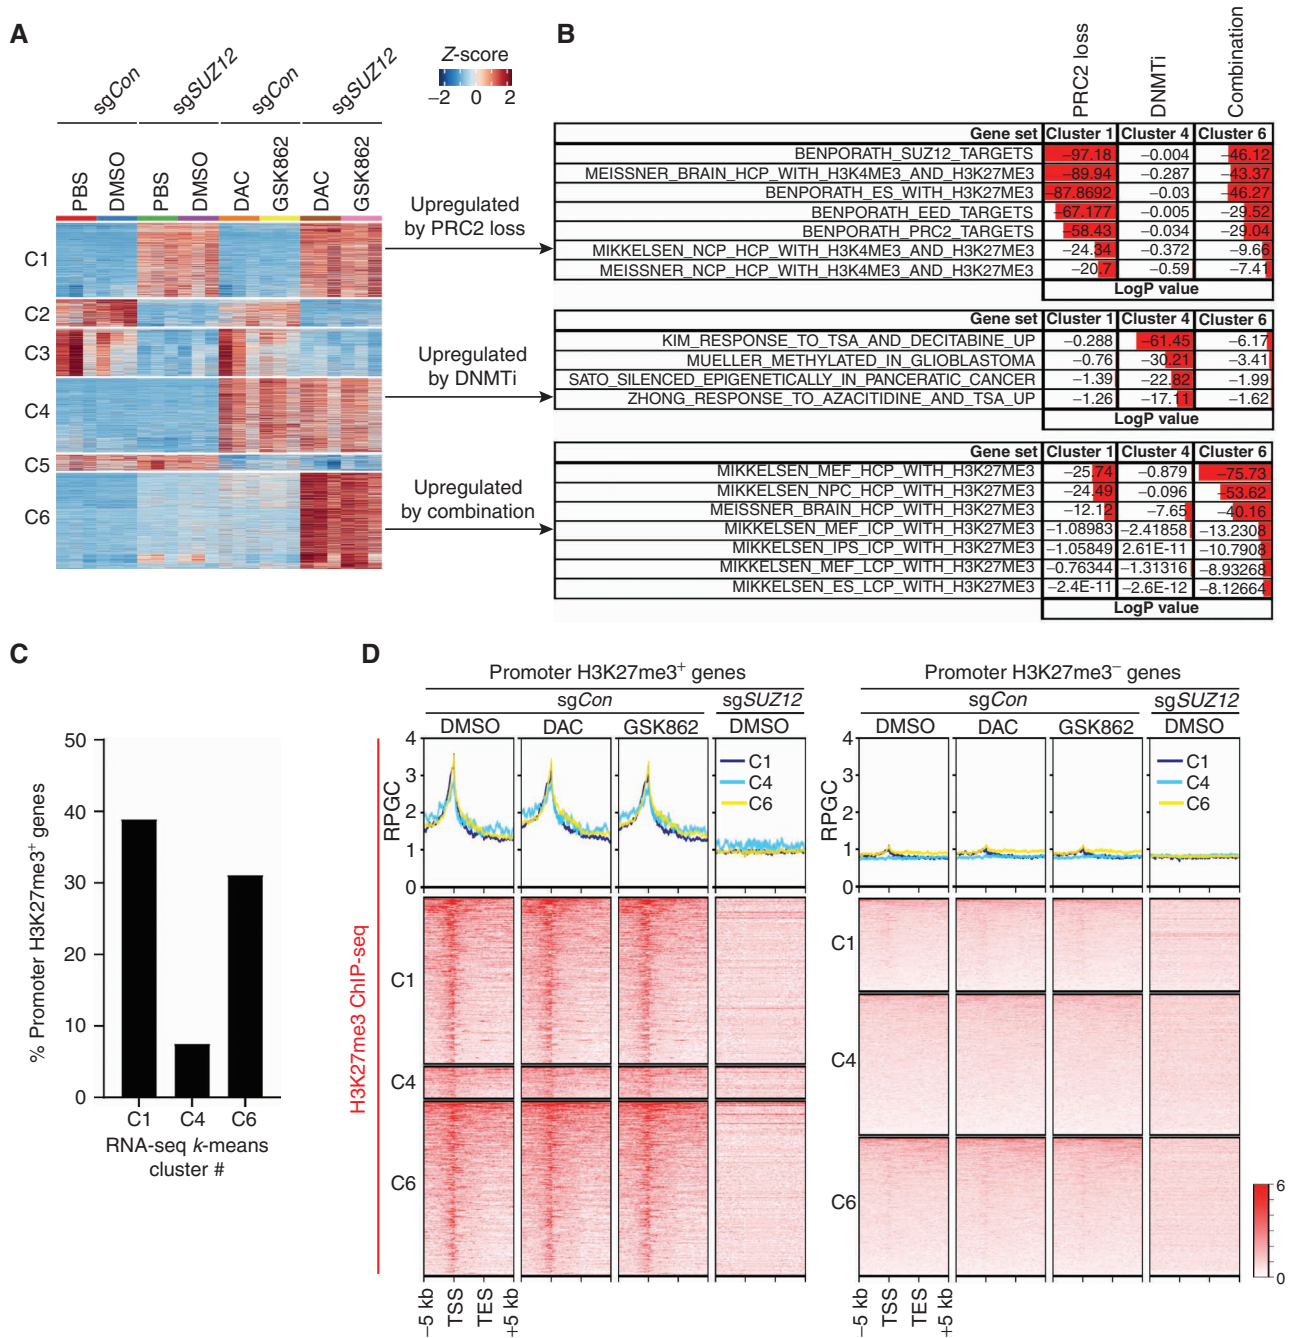 A
sgCon
sgSUZ12
sgCon
sgSUZ12
Z-score
−2 0 2
PBS
DMSO
PBS
DMSO
DAC
GSK862
DAC
GSK862
C1
C2
C3
C4
C5
C6
Upregulated
by PRC2 loss
Upregulated
by DNMTi
Upregulated
by combination
B
PRC2 loss
DNMTi
Combination
Gene set Cluster 1 Cluster 4 Cluster 6
BENPORATH_SUZ12_TARGETS −97.18 −0.004 −46.12
MEISSNER_BRAIN_HCP_WITH_H3K4ME3_AND_H3K27ME3 −89.94 −0.287 −43.37
BENPORATH_ES_WITH_H3K27ME3 −87.8692 −0.03 −46.27
BENPORATH_EED_TARGETS −67.177 −0.005 −29.52
BENPORATH_PRC2_TARGETS −58.43 −0.034 −29.04
MIKKELSEN_NCP_HCP_WITH_H3K4ME3_AND_H3K27ME3 −24.34 −0.372 −9.66
MEISSNER_NCP_HCP_WITH_H3K4ME3_AND_H3K27ME3 −20.7 −0.59 −7.41
LogP value
Gene set Cluster 1 Cluster 4 Cluster 6
KIM_RESPONSE_TO_TSA_AND_DECITABINE_UP −0.288 −61.45 −6.17
MUELLER_METHYLATED_IN_GLIOBLASTOMA −0.76 −30.21 −3.41
SATO_SILENCED_EPIGENETICALLY_IN_PANCERATIC_CANCER −1.39 −22.82 −1.99
ZHONG_RESPONSE_TO_AZACITIDINE_AND_TSA_UP −1.26 −17.11 −1.62
LogP value
Gene set Cluster 1 Cluster 4 Cluster 6
MIKKELSEN_MEF_HCP_WITH_H3K27ME3 −25.74 −0.879 −75.73
MIKKELSEN_NPC_HCP_WITH_H3K27ME3 −24.49 −0.096 −53.62
MEISSNER_BRAIN_HCP_WITH_H3K27ME3 −12.12 −7.65 −40.16
MIKKELSEN_MEF_ICP_WITH_H3K27ME3 −1.08983 −2.41858 −13.2308
MIKKELSEN_IPS_ICP_WITH_H3K27ME3 −1.05849 2.61E-11 −10.7908
MIKKELSEN_MEF_LCP_WITH_H3K27ME3 −0.76344 −1.31316 −8.93268
MIKKELSEN_ES_LCP_WITH_H3K27ME3 −2.4E-11 −2.6E-12 −8.12664
LogP value
C
% Promoter H3K27me3+ genes
50
40
30
20
10
0
C1 C4 C6
RNA-seq k-means
cluster #
D
Promoter H3K27me3+ genes
sgCon sgSUZ12
DMSO DAC GSK862 DMSO
RPGC
4
3
2
1
0
C1
C4
C6
H3K27me3 ChIP-seq
C1
C4
C6
−5 kb
TSS
TES
+5 kb
Promoter H3K27me3− genes
sgCon sgSUZ12
DMSO DAC GSK862 DMSO
RPGC
4
3
2
1
0
C1
C4
C6
C1
C4
C6
−5 kb
TSS
TES
+5 kb
6
0